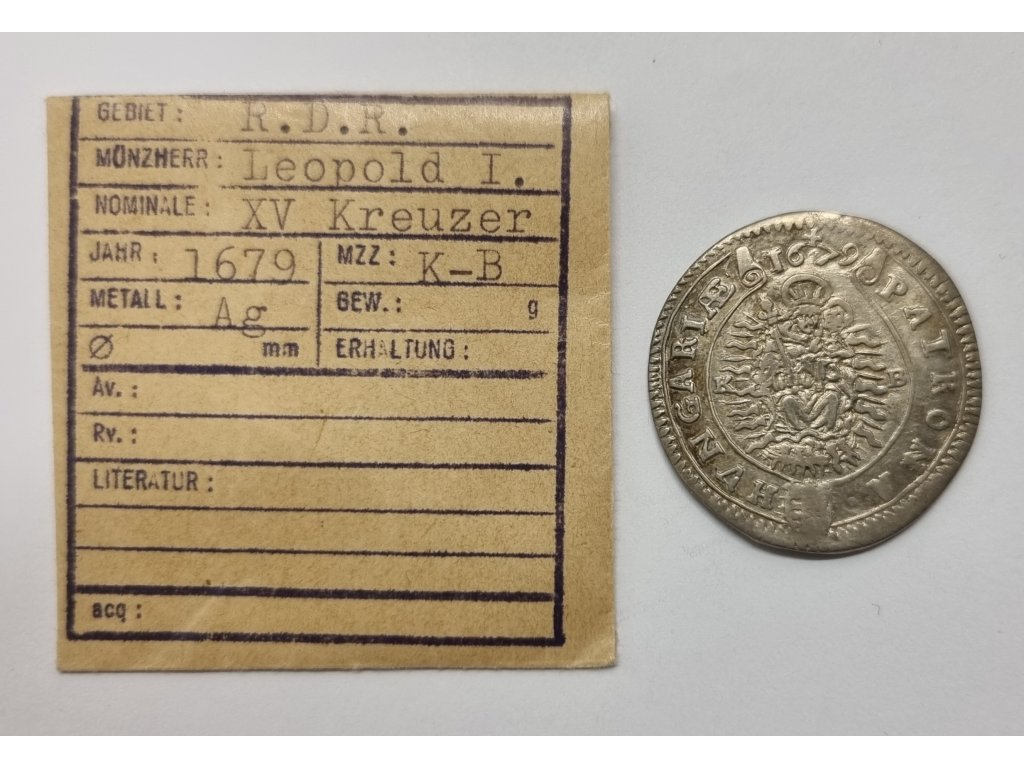 GEBIET: R.D.R.
MÜNZHERR: Leopold I.
NOMINALE: XV Kreuzer
JAHR: 1679 MZZ: K-B
METALL: Ag GEW.: g
Ø mm ERHALTUNG:
Av.:
Rv.:
LITERATUR:
acq:
1679 PATRON HVNGARIÆ
K B